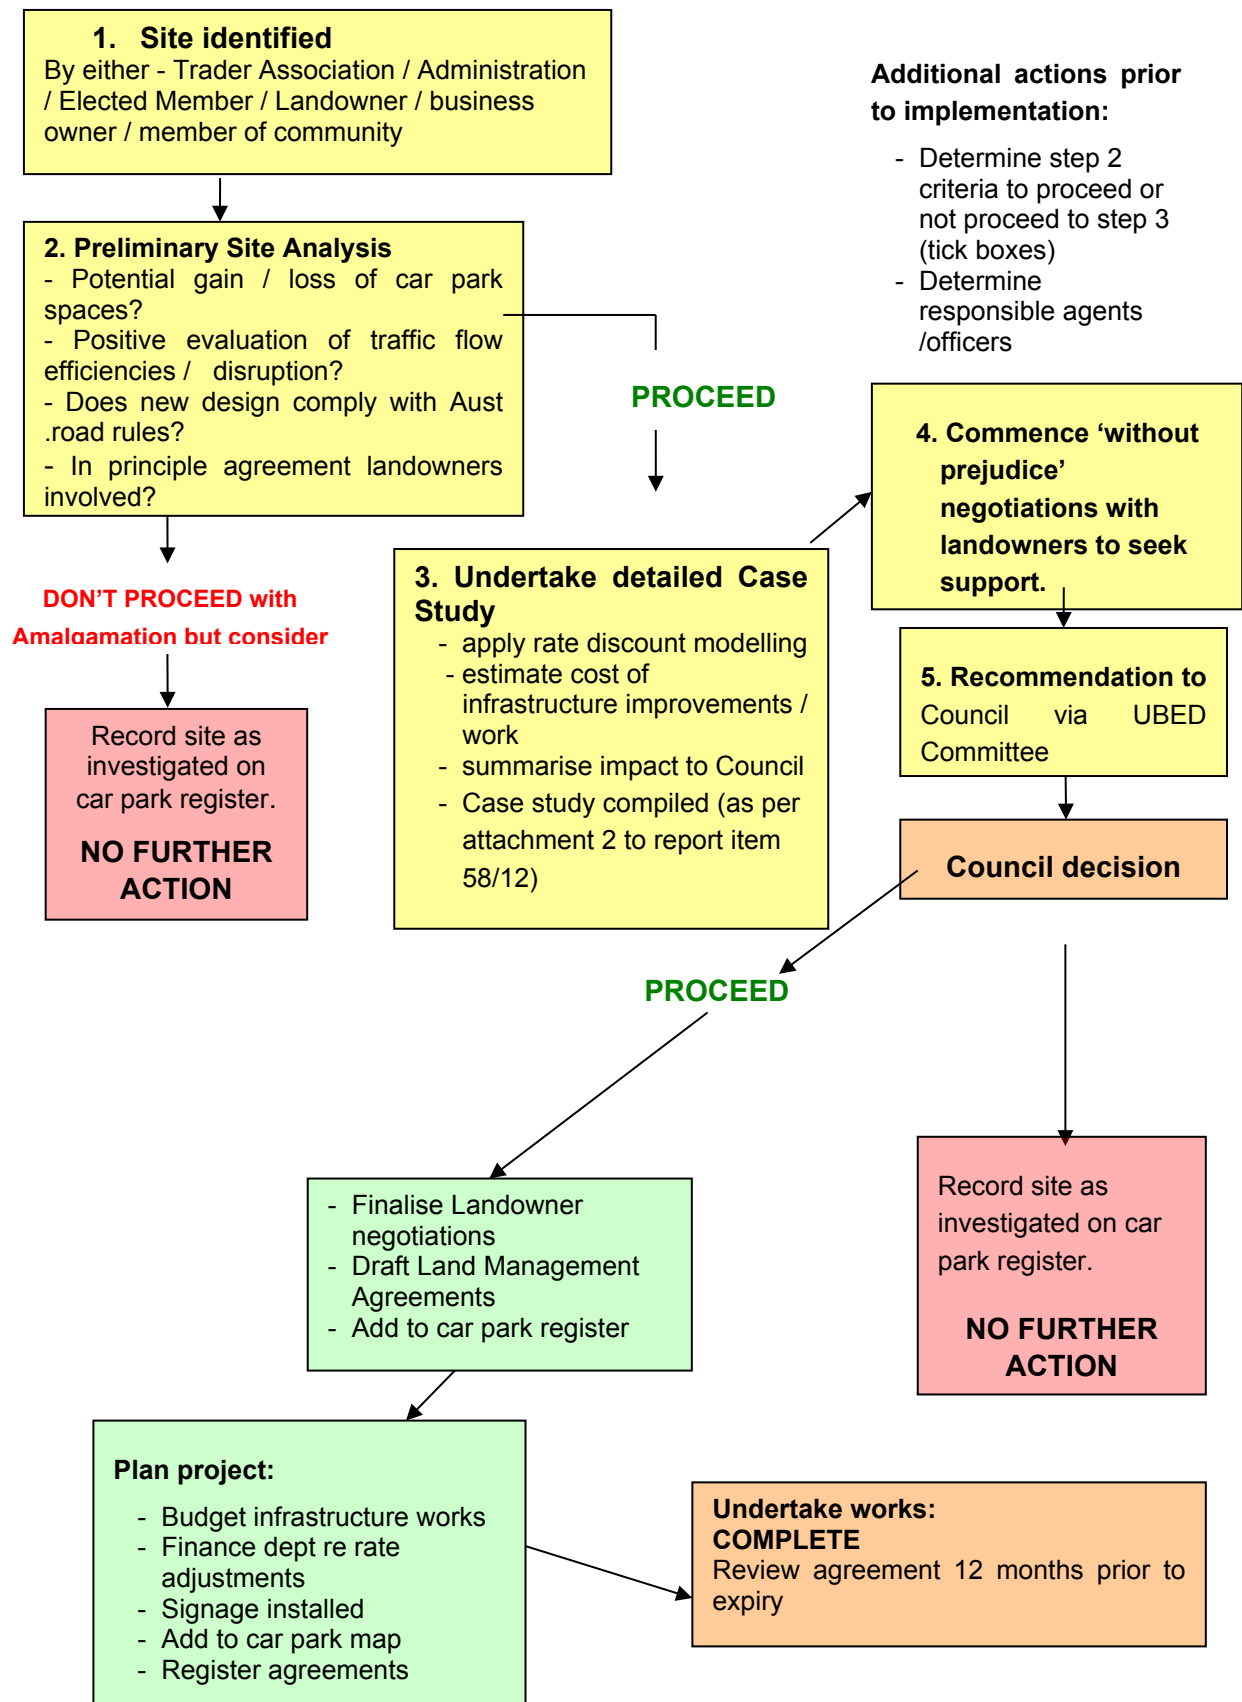 1. Site identified
By either - Trader Association / Administration
/ Elected Member / Landowner / business
owner / member of community
Additional actions prior
to implementation:
- Determine step 2
criteria to proceed or
not proceed to step 3
(tick boxes)
- Determine
responsible agents
/officers
2. Preliminary Site Analysis
- Potential gain / loss of car park
spaces?
- Positive evaluation of traffic flow
efficiencies / disruption?
- Does new design comply with Aust
.road rules?
- In principle agreement landowners
involved?
PROCEED
DON'T PROCEED with
Amalgamation but consider
Record site as
investigated on
car park register.
NO FURTHER
ACTION
3. Undertake detailed Case
Study
- apply rate discount modelling
- estimate cost of
infrastructure improvements /
work
- summarise impact to Council
- Case study compiled (as per
attachment 2 to report item
58/12)
4. Commence ‘without
prejudice’
negotiations with
landowners to seek
support.
5. Recommendation to
Council via UBED
Committee
Council decision
PROCEED
Record site as
investigated on car
park register.
NO FURTHER
ACTION
- Finalise Landowner
negotiations
- Draft Land Management
Agreements
- Add to car park register
Plan project:
- Budget infrastructure works
- Finance dept re rate
adjustments
- Signage installed
- Add to car park map
- Register agreements
Undertake works:
COMPLETE
Review agreement 12 months prior to
expiry